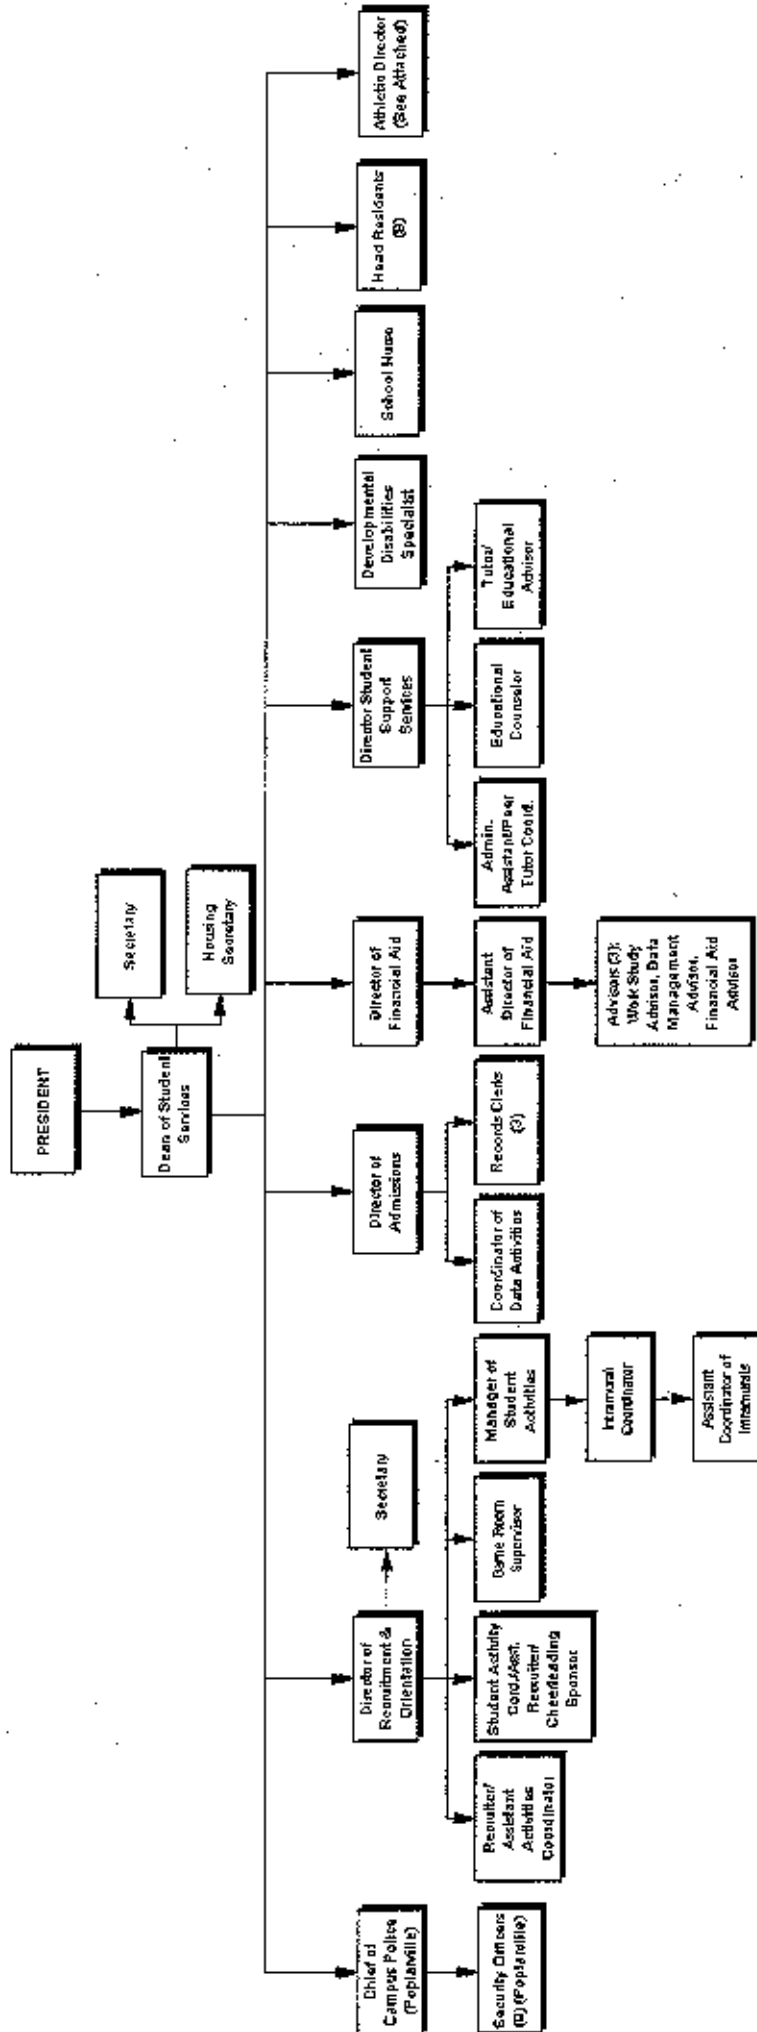 PRESIDENT
Dean of Student
Services
Secretary
Housing
Secretary
Chief of
Campus Police
(Poplarville)
Director of
Recruitment &
Orientation
Secretary
Director of
Admissions
Director of
Financial Aid
Director Student
Support
Services
Developmental
Disabilities
Specialist
School Nurse
Head Residents
Athletic Director
(See Attached)
Security Officers
(Poplarville)
Recruiter/
Assistant
Activities
Coordinator
Student Activity
Cord./Asst.
Recruiter/
Cheerleading
Sponsor
Game Room
Supervisor
Manager of
Student
Activities
Coordinator of
Data Activities
Records Clerks
(3)
Assistant
Director of
Financial Aid
Admin.
Assistant/Peer
Tutor Coord.
Educational
Counselor
Tutor/
Educational
Advisor
Intramural
Coordinator
Advisors (3):
Work Study
Advisor, Data
Management
Advisor,
Financial Aid
Advisor
Assistant
Coordinator of
Intramurals